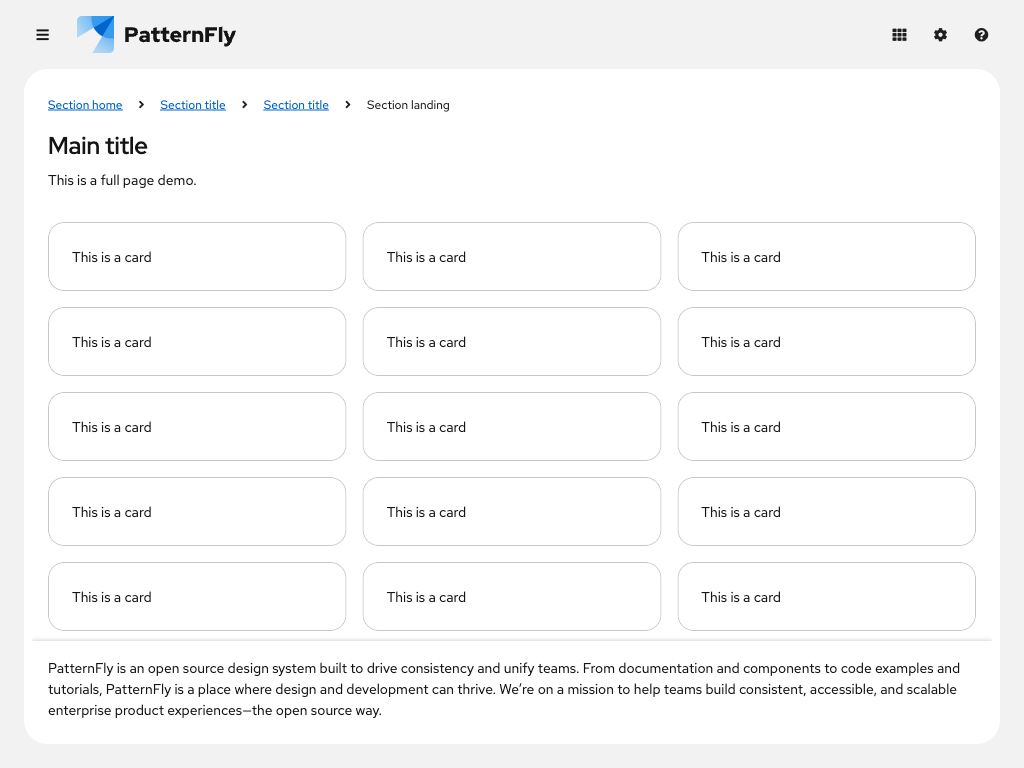 PatternFly
Section home Section title Section title Section landing
Main title
This is a full page demo.
This is a card This is a card This is a card
This is a card This is a card This is a card
This is a card This is a card This is a card
This is a card This is a card This is a card
This is a card This is a card This is a card
PatternFly is an open source design system built to drive consistency and unify teams. From documentation and components to code examples and
tutorials, PatternFly is a place where design and development can thrive. We’re on a mission to help teams build consistent, accessible, and scalable
enterprise product experiences—the open source way.